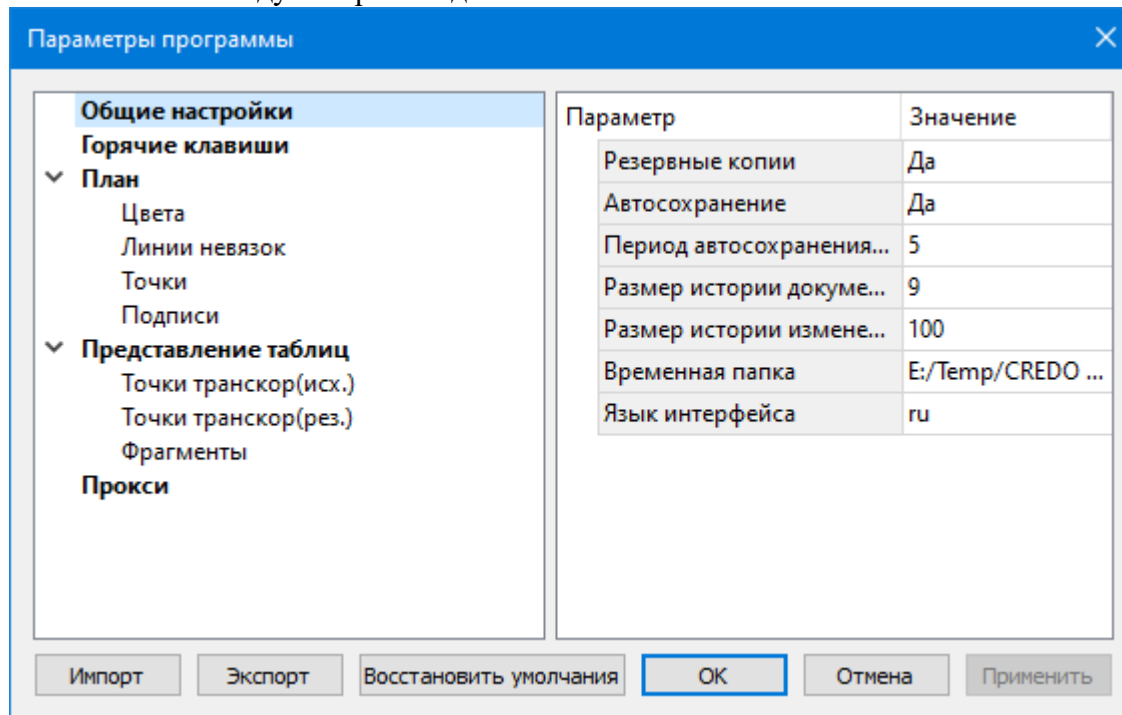 Параметры программы
Общие настройки
Горячие клавиши
План
Цвета
Линии невязок
Точки
Подписи
Представление таблиц
Точки транскор(исх.)
Точки транскор(рез.)
Фрагменты
Прокси
Параметр Значение
Резервные копии Да
Автосохранение Да
Период автосохранения... 5
Размер истории докуме... 9
Размер истории измене... 100
Временная папка E:/Temp/CREDO ...
Язык интерфейса ru
Импорт Экспорт Восстановить умолчания OK Отмена Применить